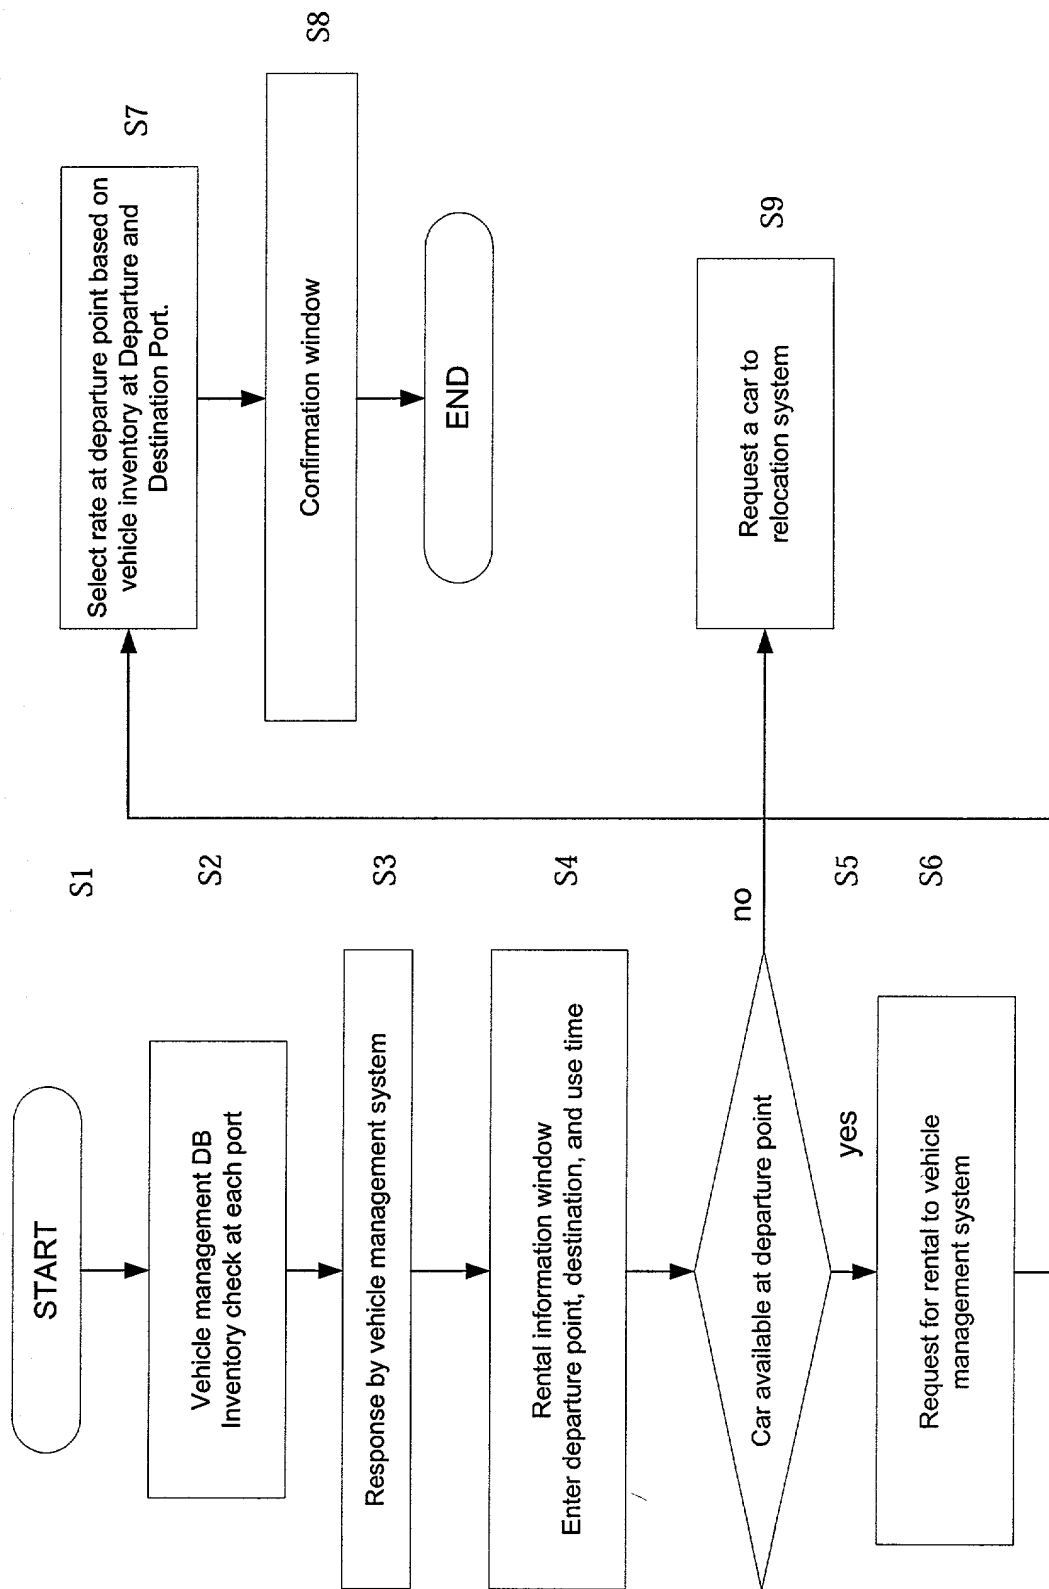 START
S1
Vehicle management DB
Inventory check at each port
S2
Response by vehicle management system
S3
Rental information window
Enter departure point, destination, and use time
S4
Car available at departure point
no
S5
yes
Request for rental to vehicle
management system
S6
Select rate at departure point based on
vehicle inventory at Departure and
Destination Port.
S7
Confirmation window
S8
END
Request a car to
relocation system
S9